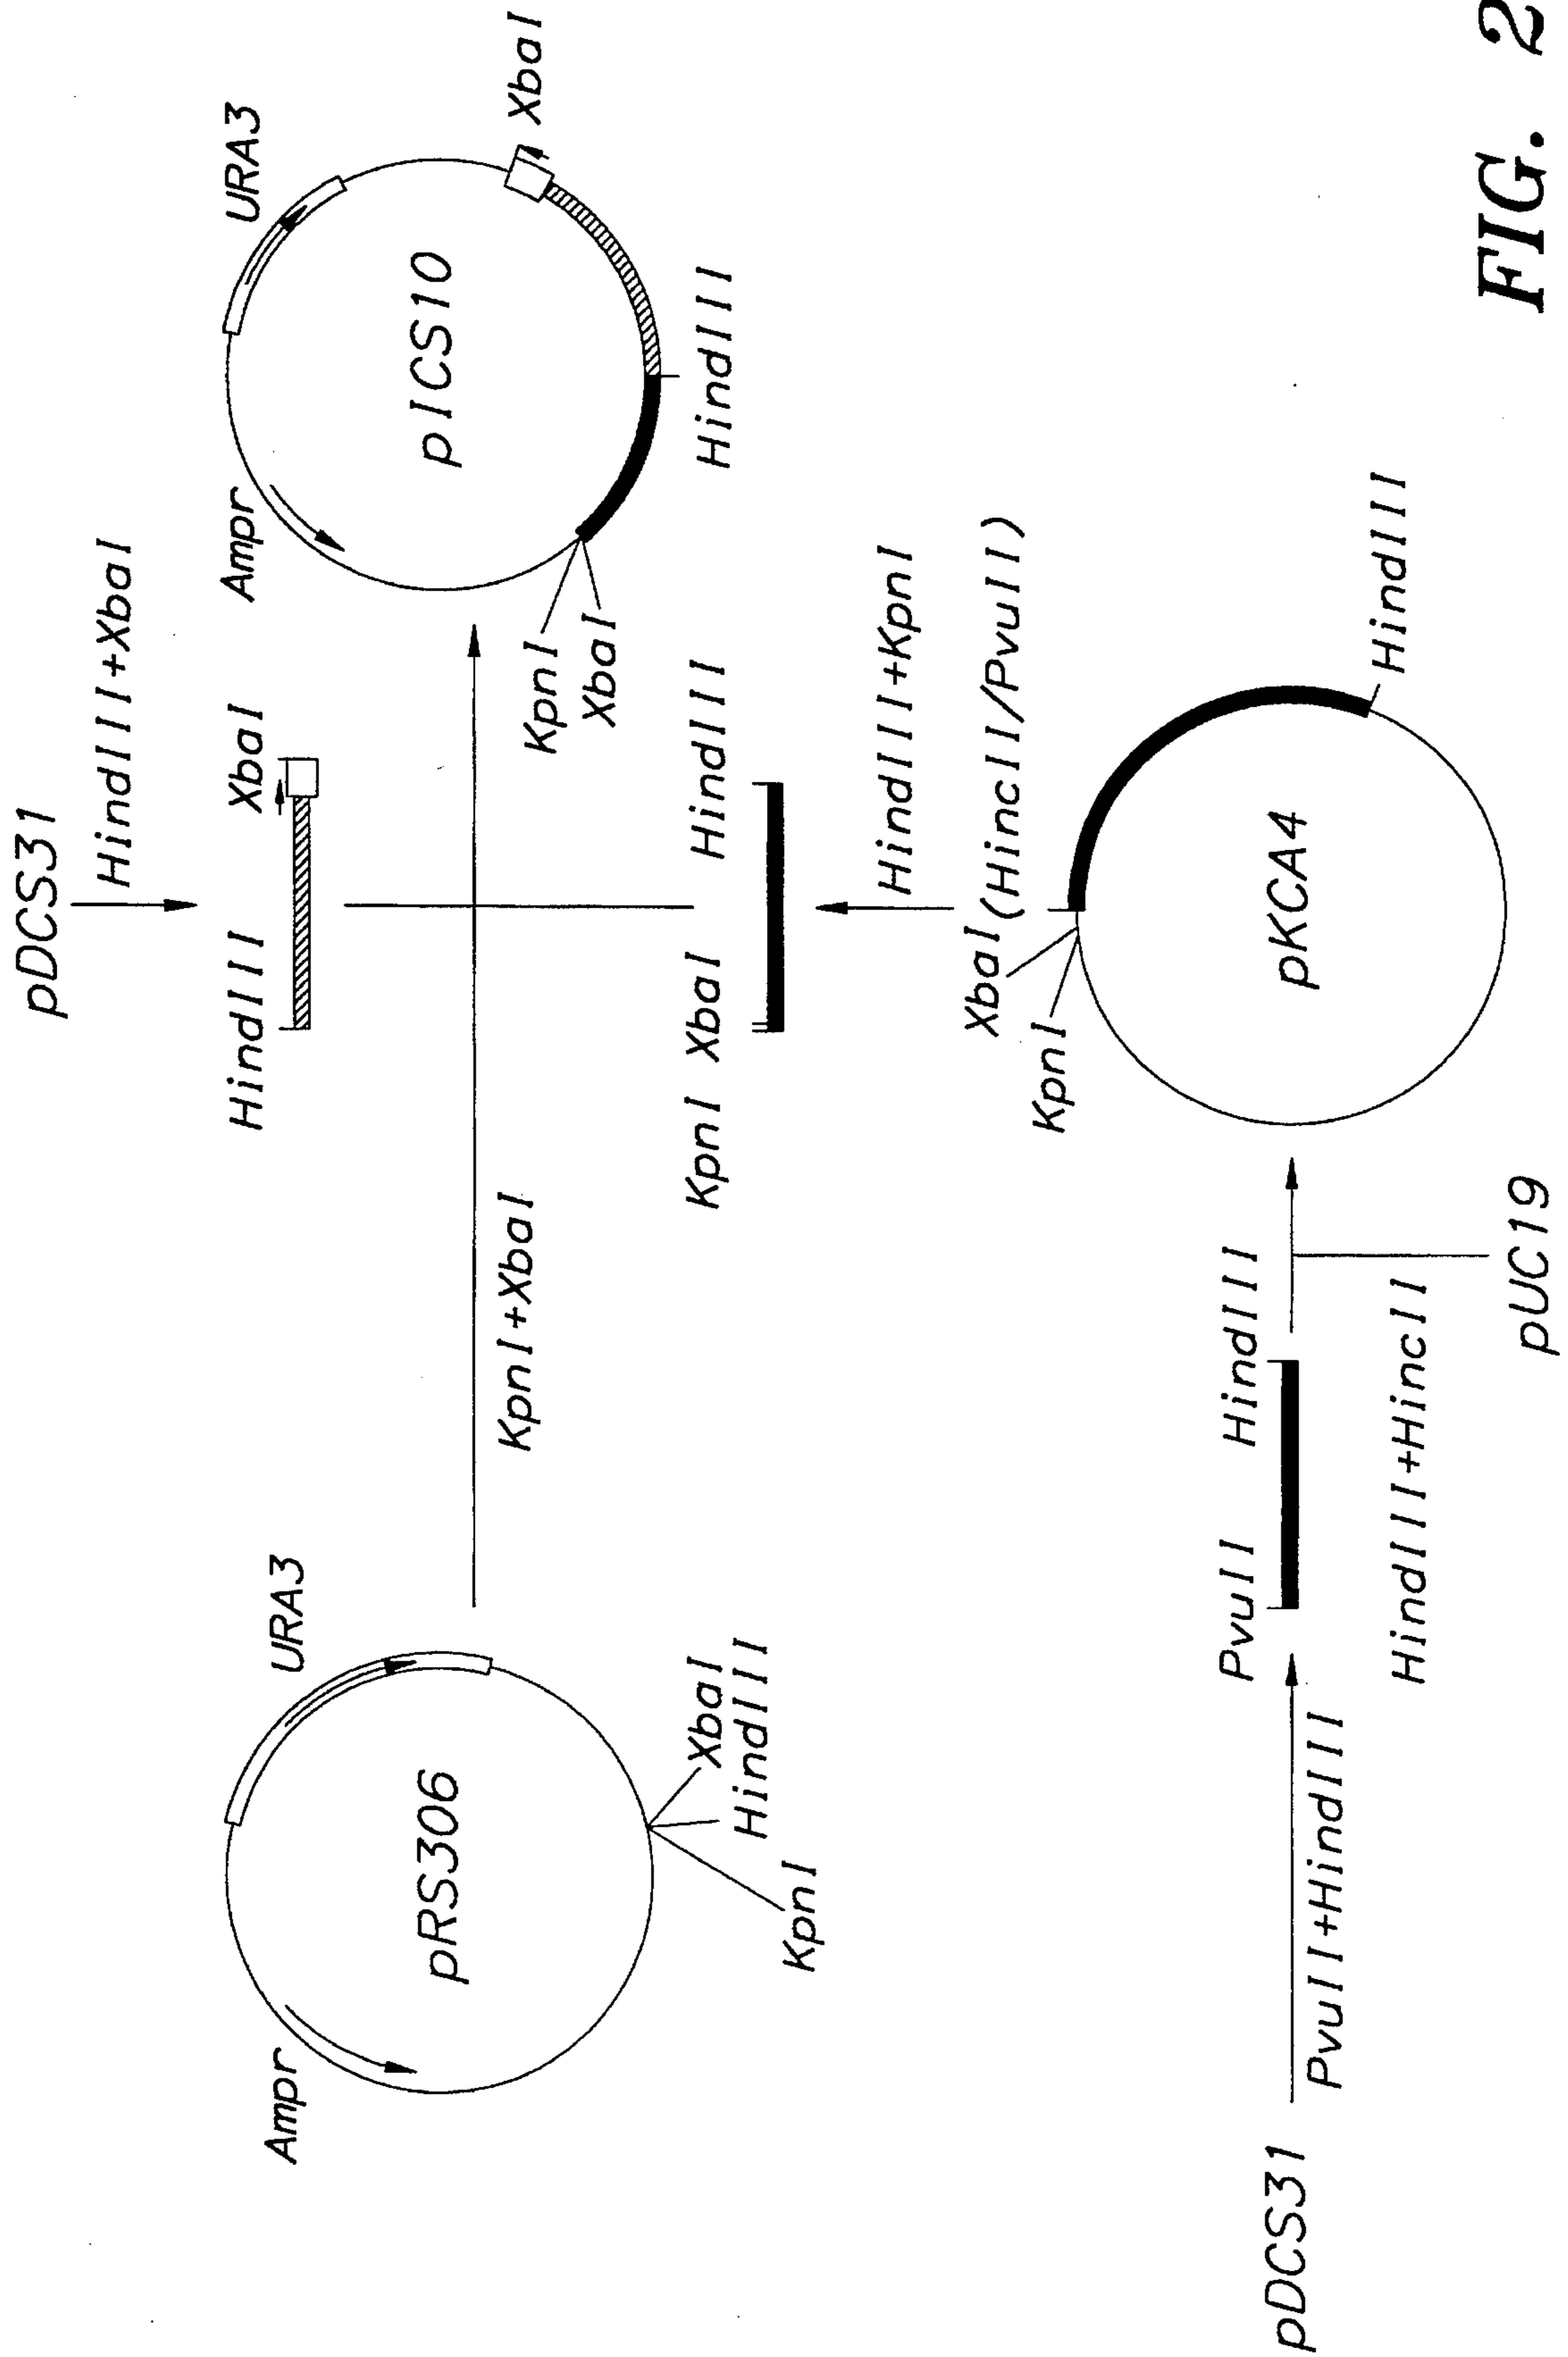 pDCS31
HindIII+XbaI
HindIII XbaI
Ampr
URA3
pRS306
XbaI
HindIII
KpnI
KpnI+XbaI
Ampr
URA3
pICS10
XbaI
KpnI
XbaI
HindIII
KpnI XbaI HindIII
HindIII+KpnI
XbaI (HincII/PvuII)
KpnI
pKCA4
HindIII
pDCS31
PvuII+HindIII
PvuII HindIII
HindIII+HincII
pUC19
FIG. 2